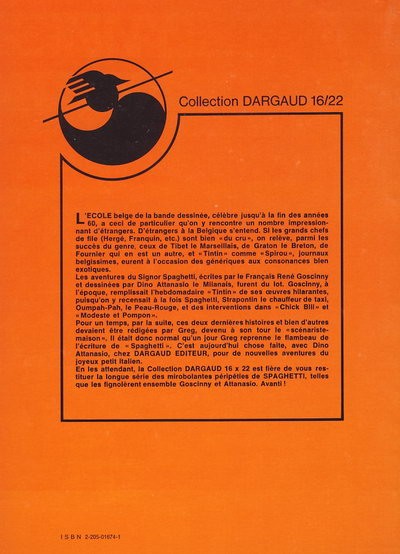 Collection DARGAUD 16/22
L'ECOLE belge de la bande dessinée, célèbre jusqu'à la fin des années
60, a ceci de particulier qu'on y rencontre un nombre impression-
nant d'étrangers. D'étrangers à la Belgique s'entend. SI les grands chefs
de file (Hergé, Franquin, etc.) sont bien «du cru», on relève, parmi les
succès du genre, ceux de Tibet le Marseillais, de Graton le Breton, de
Fournier qui en est un autre, et «Tintin» comme «Spirou», journaux
belgissimes, eurent à l'occasion des génériques aux consonances bien
exotiques.
Les aventures du Signor Spaghetti, écrites par le Français René Goscinny
et dessinées par Dino Attanasio le Milanais, furent du lot. Goscinny, à
l'époque, remplissait l'hebdomadaire «Tintin» de ses œuvres hilarantes,
puisqu'on y recensait à la fois Spaghetti, Strapontin le chauffeur de taxi,
Oumpah-Pah, le Peau-Rouge, et des interventions dans «Chick Bill» et
«Modeste et Pompon».
Pour un temps, par la suite, ces deux dernières histoires et bien d'autres
devaient être rédigées par Greg, devenu à son tour le «scénariste-
maison». Il était donc normal qu'un jour Greg reprenne le flambeau de
l'écriture de «Spaghetti». C'est aujourd'hui chose faite, avec Dino
Attanasio, chez DARGAUD EDITEUR, pour de nouvelles aventures du
joyeux petit italien.
En les attendant, la Collection DARGAUD 16 x 22 est fière de vous res-
tituer la longue série des mirobolantes péripéties de SPAGHETTI, telles
que les fignolèrent ensemble Goscinny et Attanasio. Avanti !
ISBN 2-205-01674-1